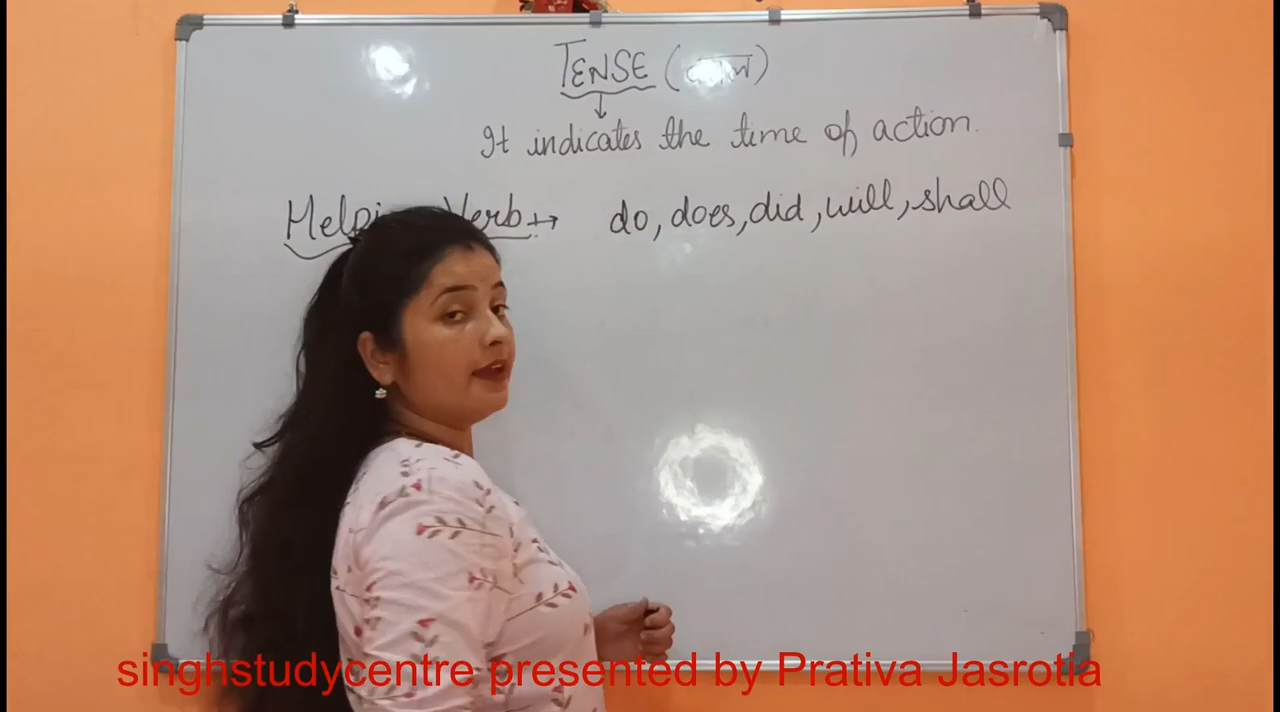 TENSE (काल)
It indicates the time of action.
Verb → do, does, did, will, shall
singhstudycentre presented by Prativa Jasrotia